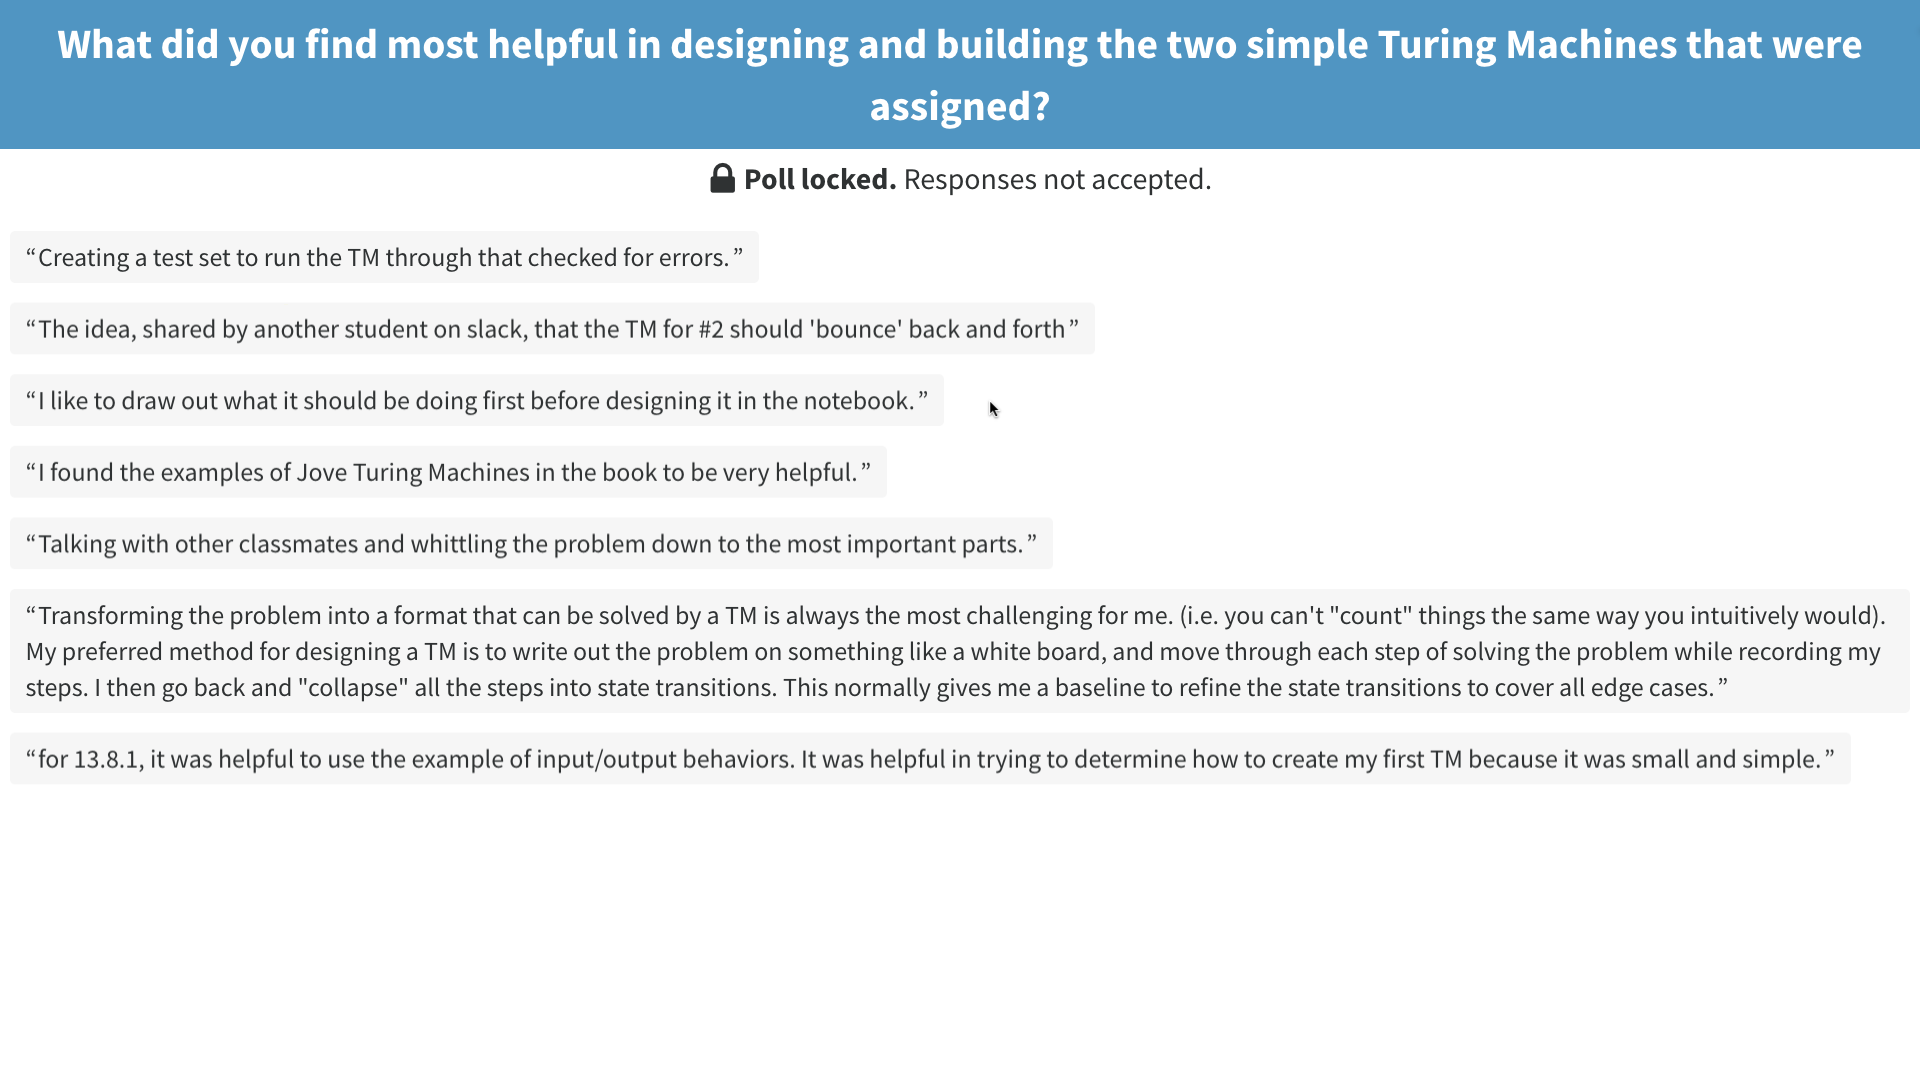 What did you find most helpful in designing and building the two simple Turing Machines that were
assigned?
Poll locked. Responses not accepted.
“Creating a test set to run the TM through that checked for errors.”
“The idea, shared by another student on slack, that the TM for #2 should 'bounce' back and forth”
“I like to draw out what it should be doing first before designing it in the notebook.”
“I found the examples of Jove Turing Machines in the book to be very helpful.”
“Talking with other classmates and whittling the problem down to the most important parts.”
“Transforming the problem into a format that can be solved by a TM is always the most challenging for me. (i.e. you can't "count" things the same way you intuitively would).
My preferred method for designing a TM is to write out the problem on something like a white board, and move through each step of solving the problem while recording my
steps. I then go back and "collapse" all the steps into state transitions. This normally gives me a baseline to refine the state transitions to cover all edge cases.”
“for 13.8.1, it was helpful to use the example of input/output behaviors. It was helpful in trying to determine how to create my first TM because it was small and simple.”